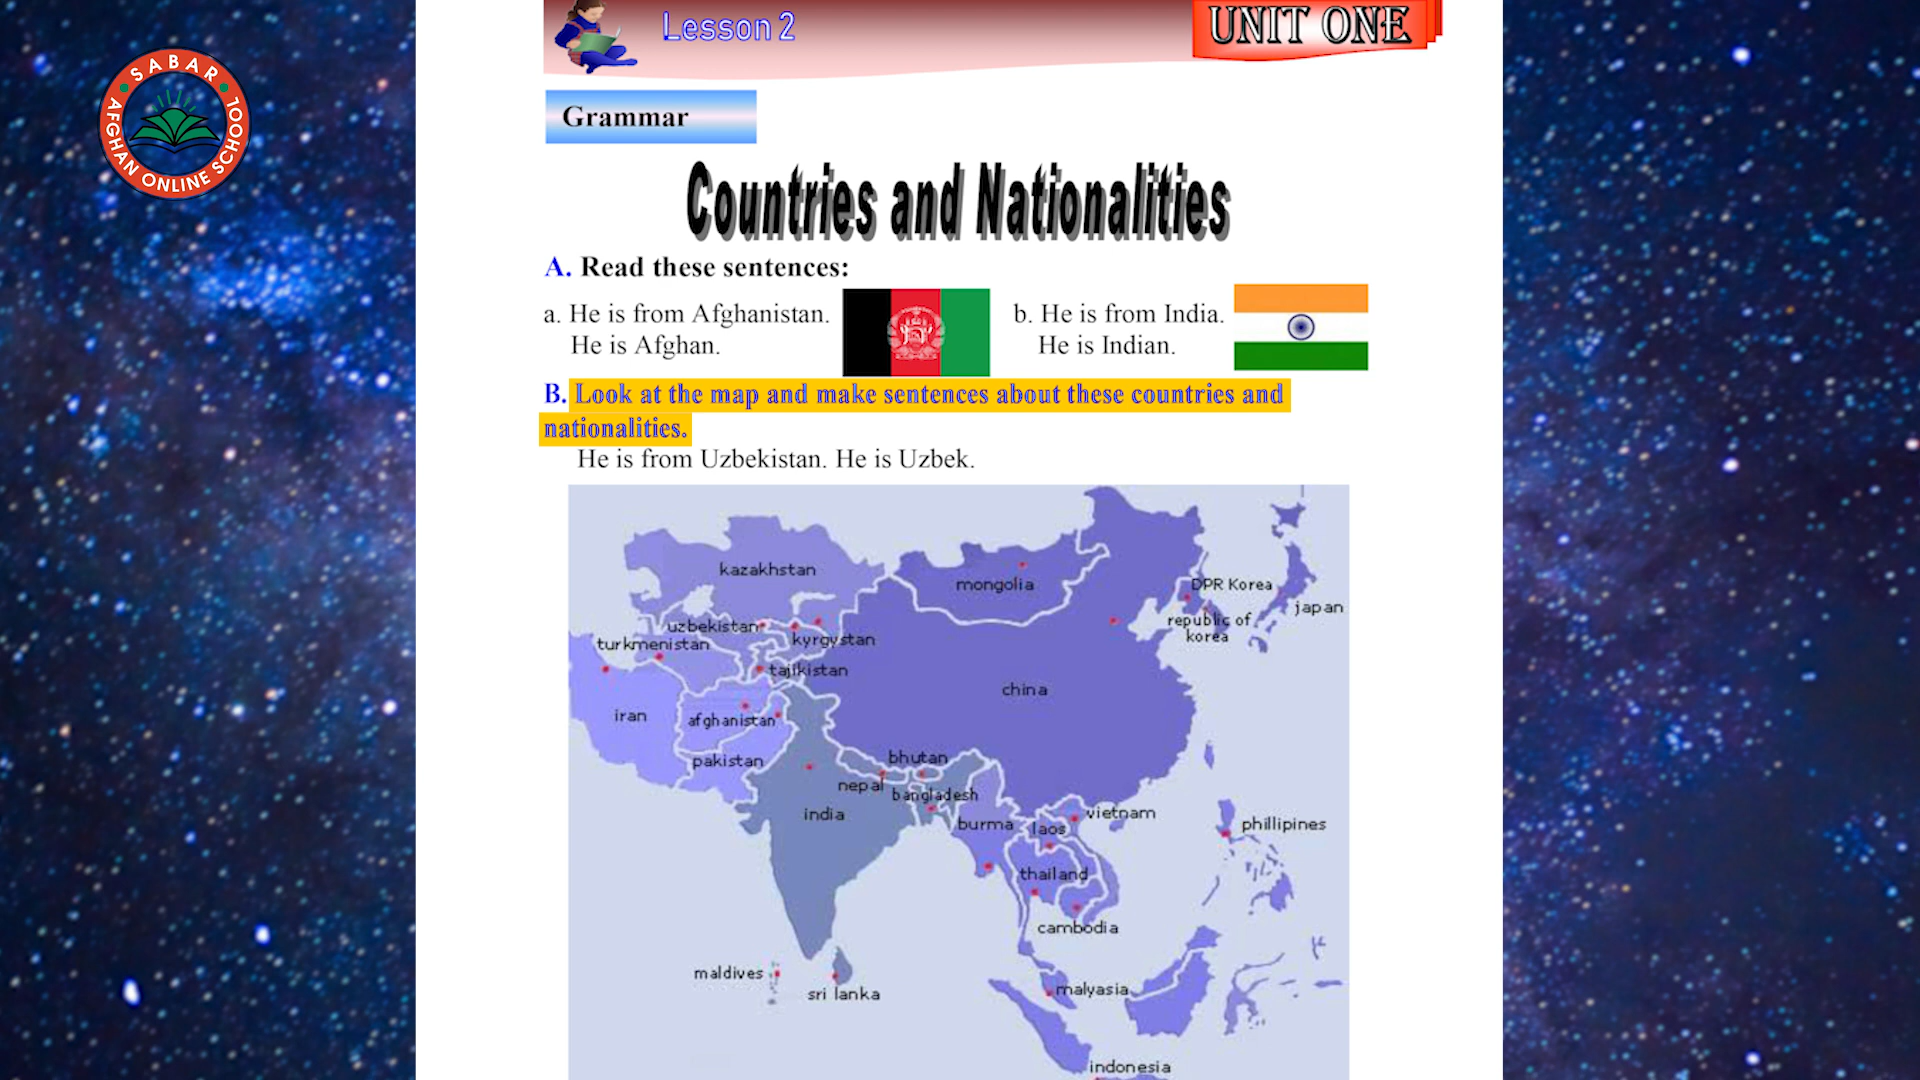 SABAR
AFGHAN ONLINE SCHOOL
Lesson 2
UNIT ONE
Grammar
Countries and Nationalities
A. Read these sentences:
a. He is from Afghanistan.
He is Afghan.
b. He is from India.
He is Indian.
B. Look at the map and make sentences about these countries and
nationalities.
He is from Uzbekistan. He is Uzbek.
kazakhstan
mongolia
DPR Korea
japan
republic of
korea
uzbekistan
kyrgystan
turkmenistan
tajikistan
china
iran
afghanistan
pakistan
bhutan
nepal
bangladesh
india
burma
laos
vietnam
phillipines
thailand
cambodia
maldives
sri lanka
malyasia
indonesia